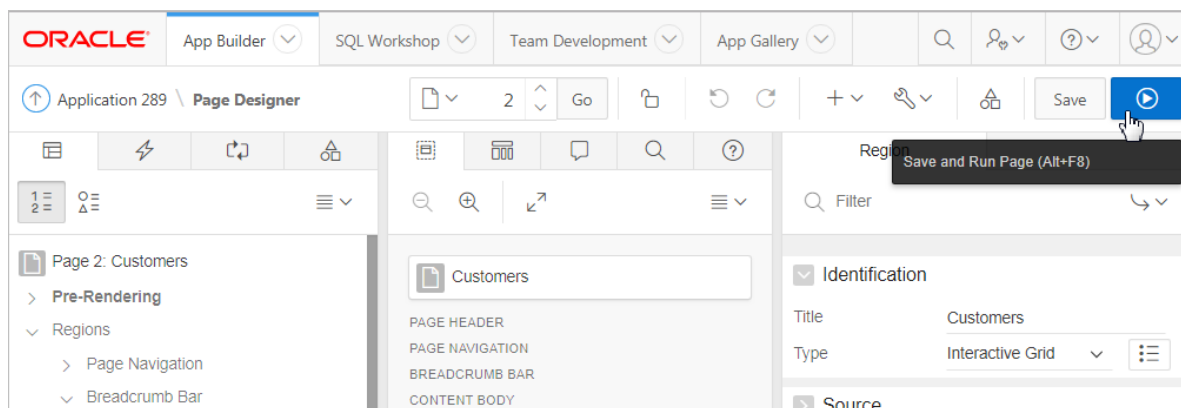 ORACLE App Builder SQL Workshop Team Development App Gallery
Application 289 \ Page Designer 2 Go Save
Region
Save and Run Page (Alt+F8)
Filter
Page 2: Customers
Pre-Rendering
Regions
Page Navigation
Breadcrumb Bar
Customers
PAGE HEADER
PAGE NAVIGATION
BREADCRUMB BAR
CONTENT BODY
Identification
Title Customers
Type Interactive Grid
Source